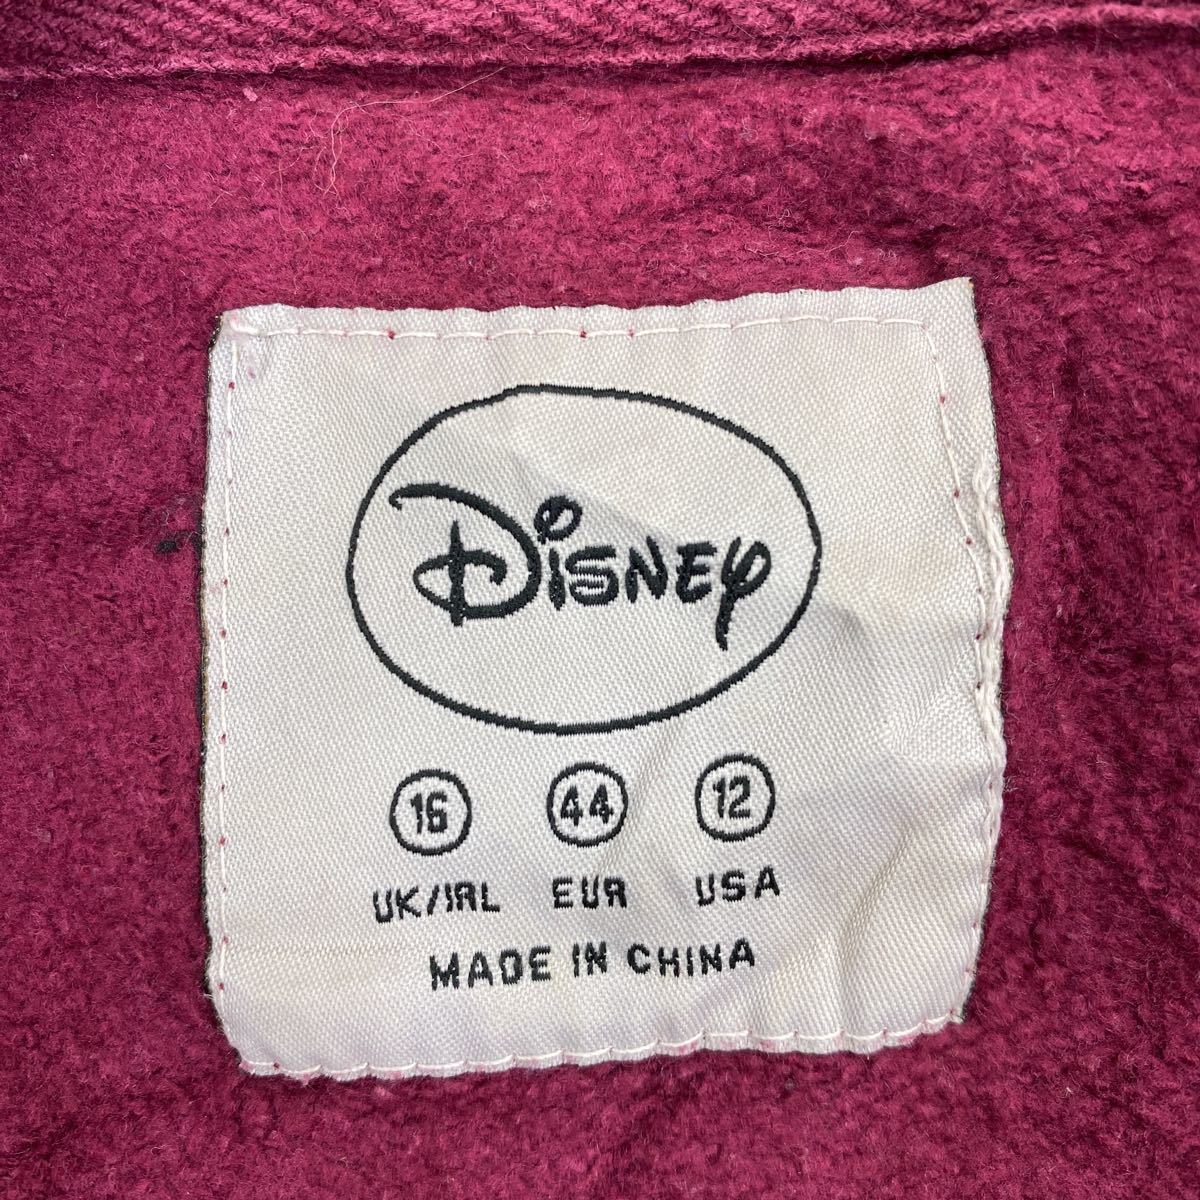 Disney
16 44 12
UK/IRL EUR USA
MADE IN CHINA